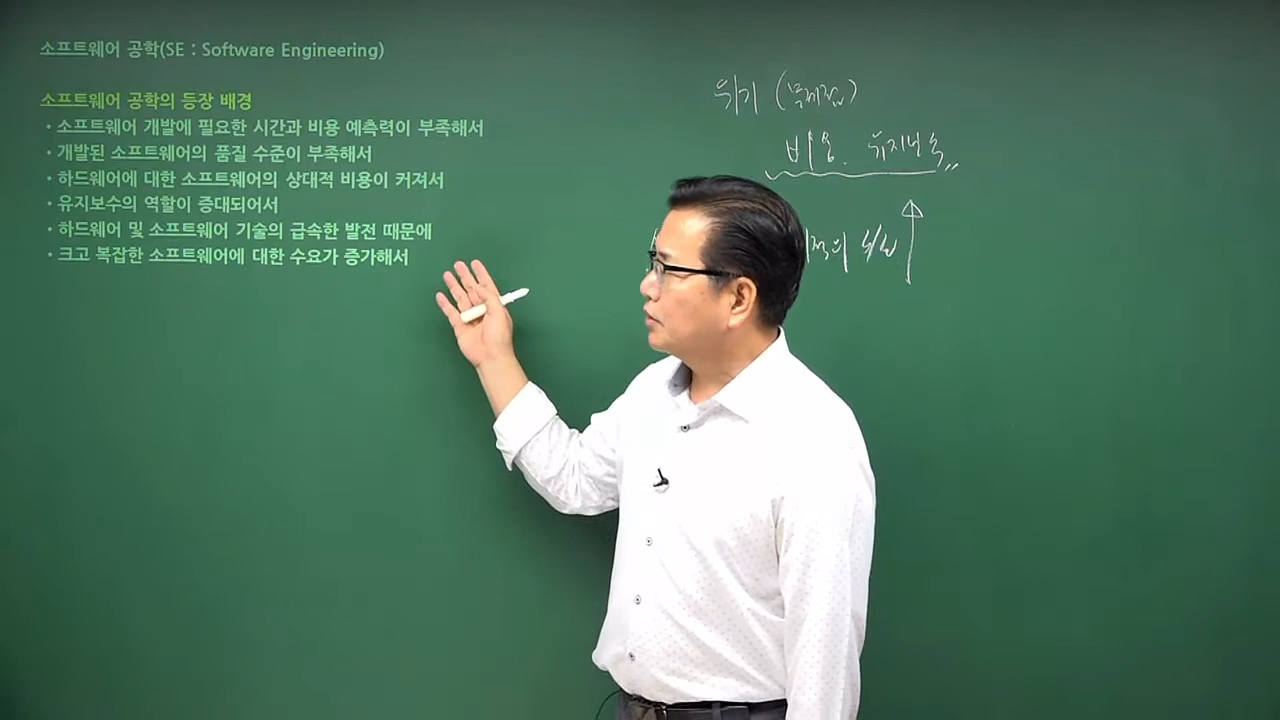 소프트웨어 공학(SE : Software Engineering)
소프트웨어 공학의 등장 배경
• 소프트웨어 개발에 필요한 시간과 비용 예측력이 부족해서
• 개발된 소프트웨어의 품질 수준이 부족해서
• 하드웨어에 대한 소프트웨어의 상대적 비용이 커져서
• 유지보수의 역할이 증대되어서
• 하드웨어 및 소프트웨어 기술의 급속한 발전 때문에
• 크고 복잡한 소프트웨어에 대한 수요가 증가해서
위기 (문제점)
비용. 유지보수